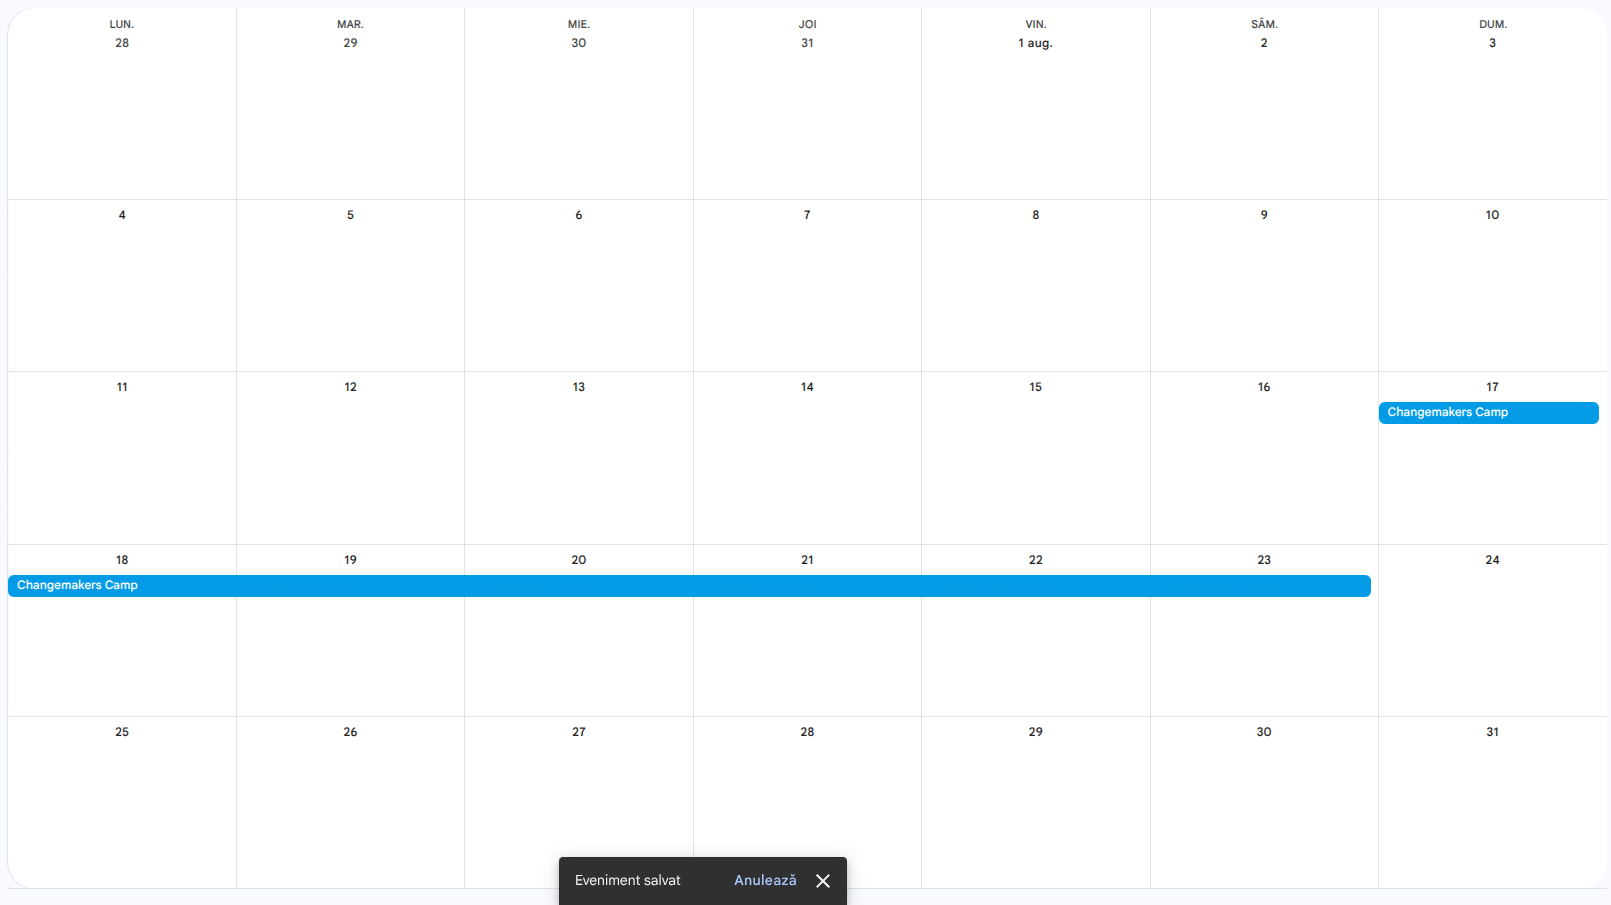 LUN. MAR. MIE. JOI VIN. SÂM. DUM.
28 29 30 31 1 aug. 2 3
4 5 6 7 8 9 10
11 12 13 14 15 16 17
Changemakers Camp
18 19 20 21 22 23 24
Changemakers Camp
25 26 27 28 29 30 31
Eveniment salvat Anulează